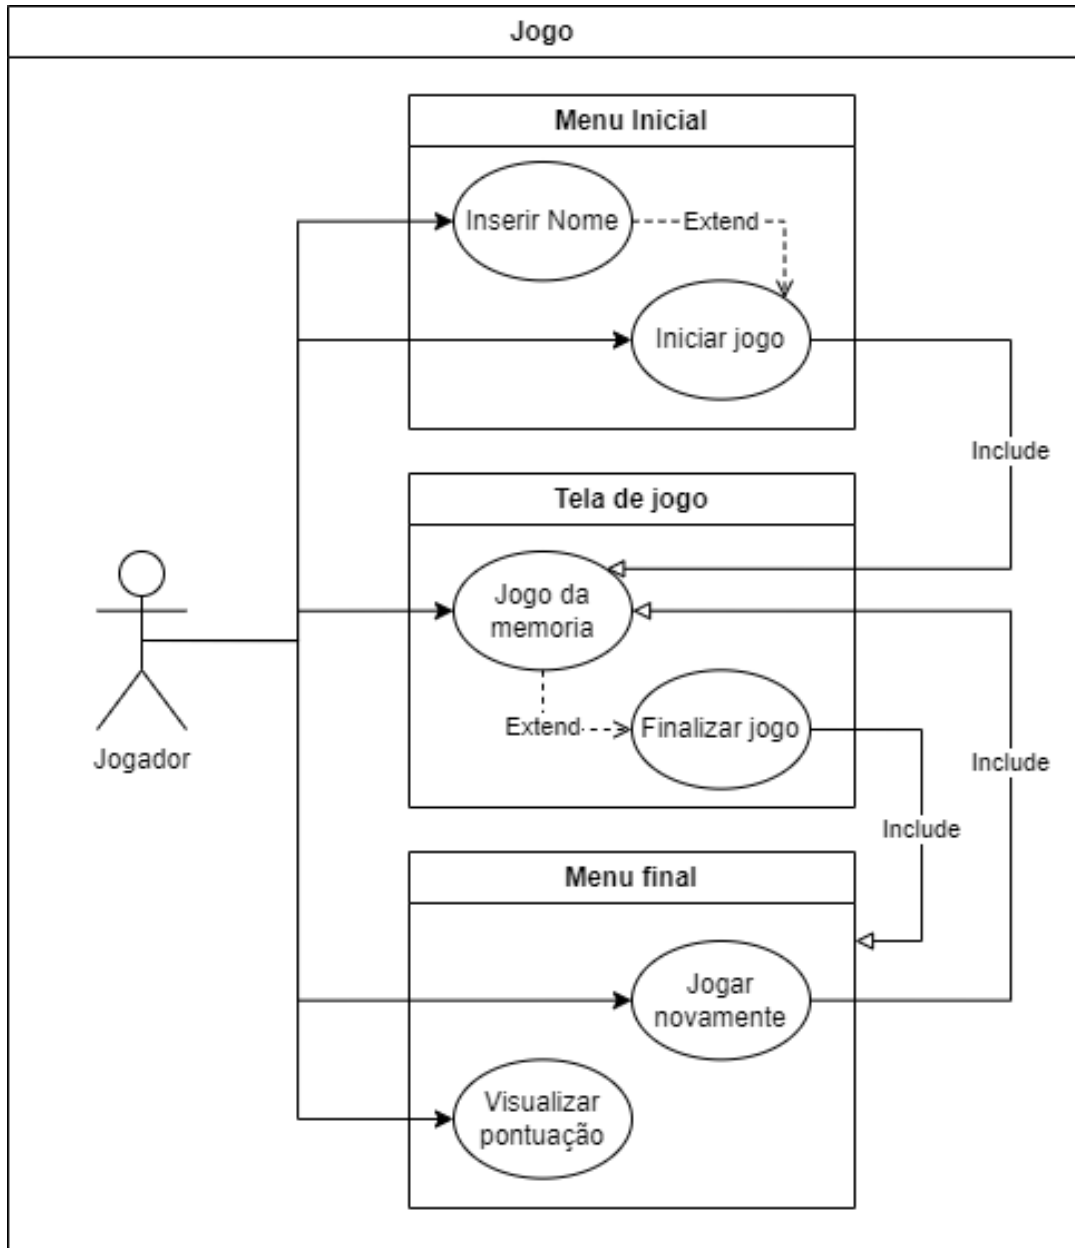 Jogo
Menu Inicial
Inserir Nome
Extend
Iniciar jogo
Include
Tela de jogo
Jogo da
memoria
Extend
Finalizar jogo
Jogador
Include
Include
Menu final
Jogar
novamente
Visualizar
pontuação